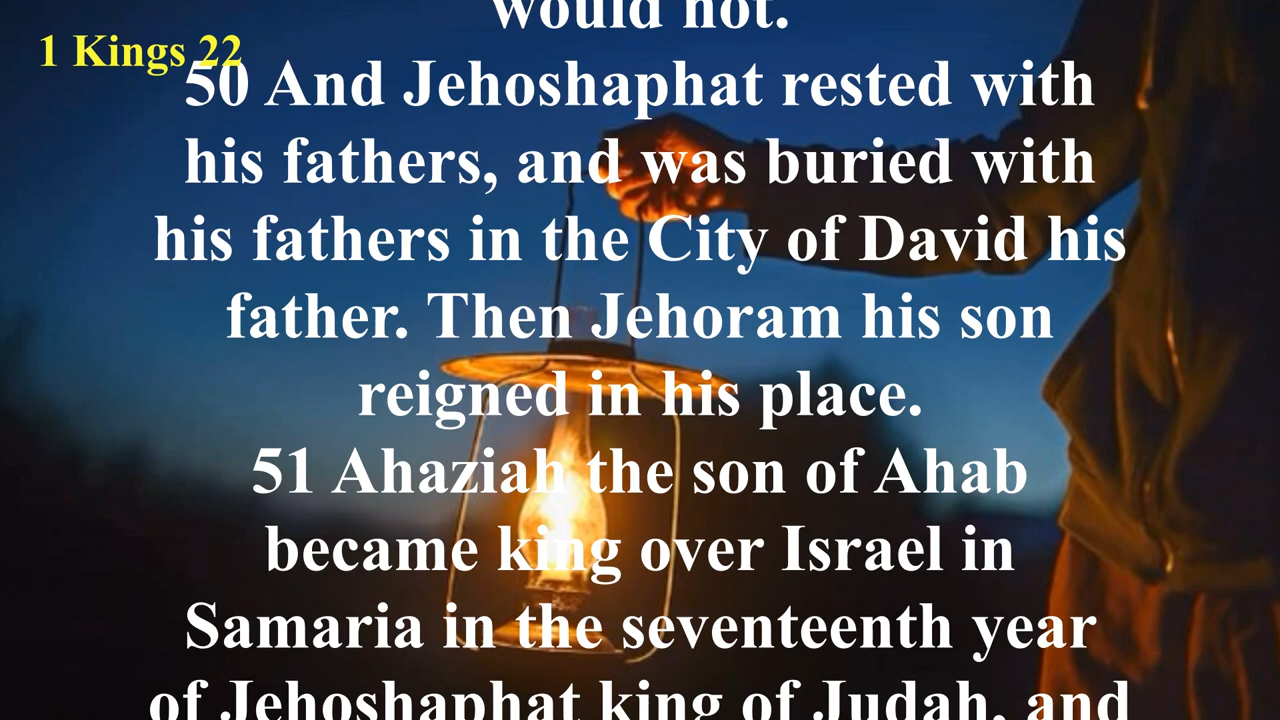 would not.
1 Kings 22
50 And Jehoshaphat rested with
his fathers, and was buried with
his fathers in the City of David his
father. Then Jehoram his son
reigned in his place.
51 Ahaziah the son of Ahab
became king over Israel in
Samaria in the seventeenth year
of Jehoshaphat king of Judah, and